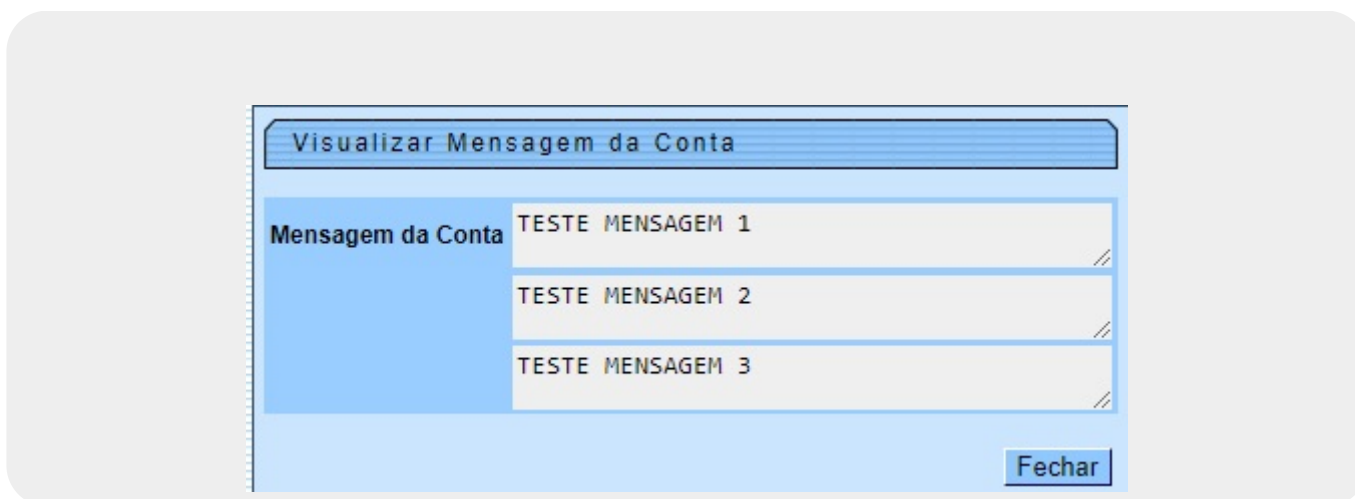 Visualizar Mensagem da Conta
Mensagem da Conta
TESTE MENSAGEM 1
TESTE MENSAGEM 2
TESTE MENSAGEM 3
Fechar